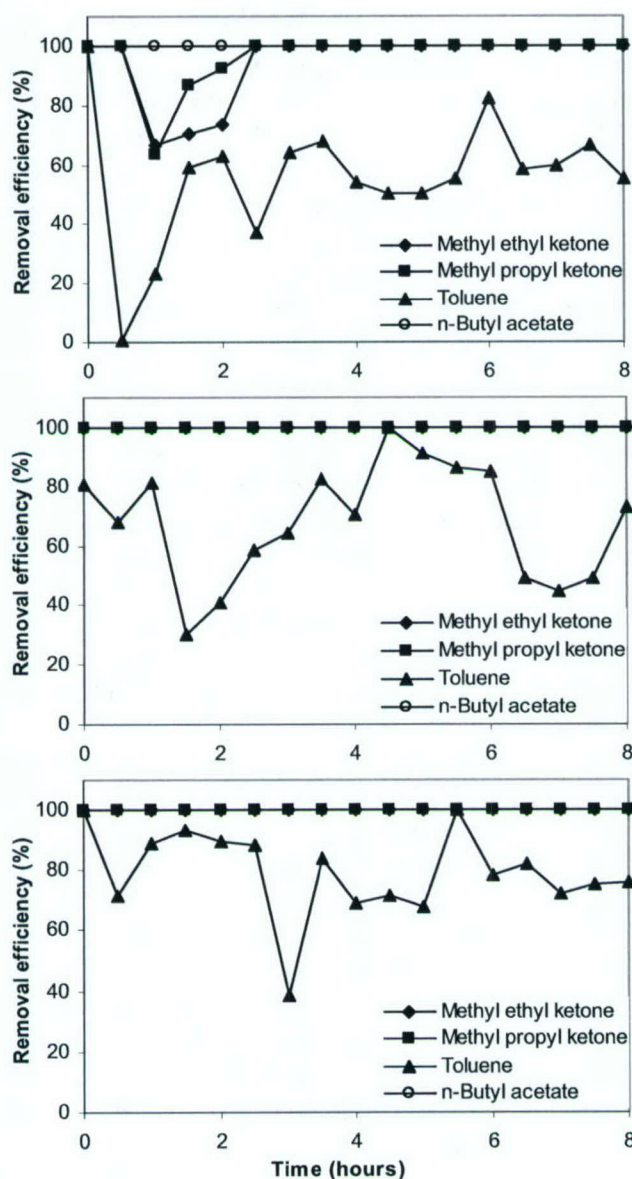 Removal efficiency (%)
100
80
60
40
20
0
Methyl ethyl ketone
Methyl propyl ketone
Toluene
n-Butyl acetate
0 2 4 6 8
Removal efficiency (%)
100
80
60
40
20
0
Methyl ethyl ketone
Methyl propyl ketone
Toluene
n-Butyl acetate
0 2 4 6 8
Removal efficiency (%)
100
80
60
40
20
0
Methyl ethyl ketone
Methyl propyl ketone
Toluene
n-Butyl acetate
0 2 4 6 8
Time (hours)